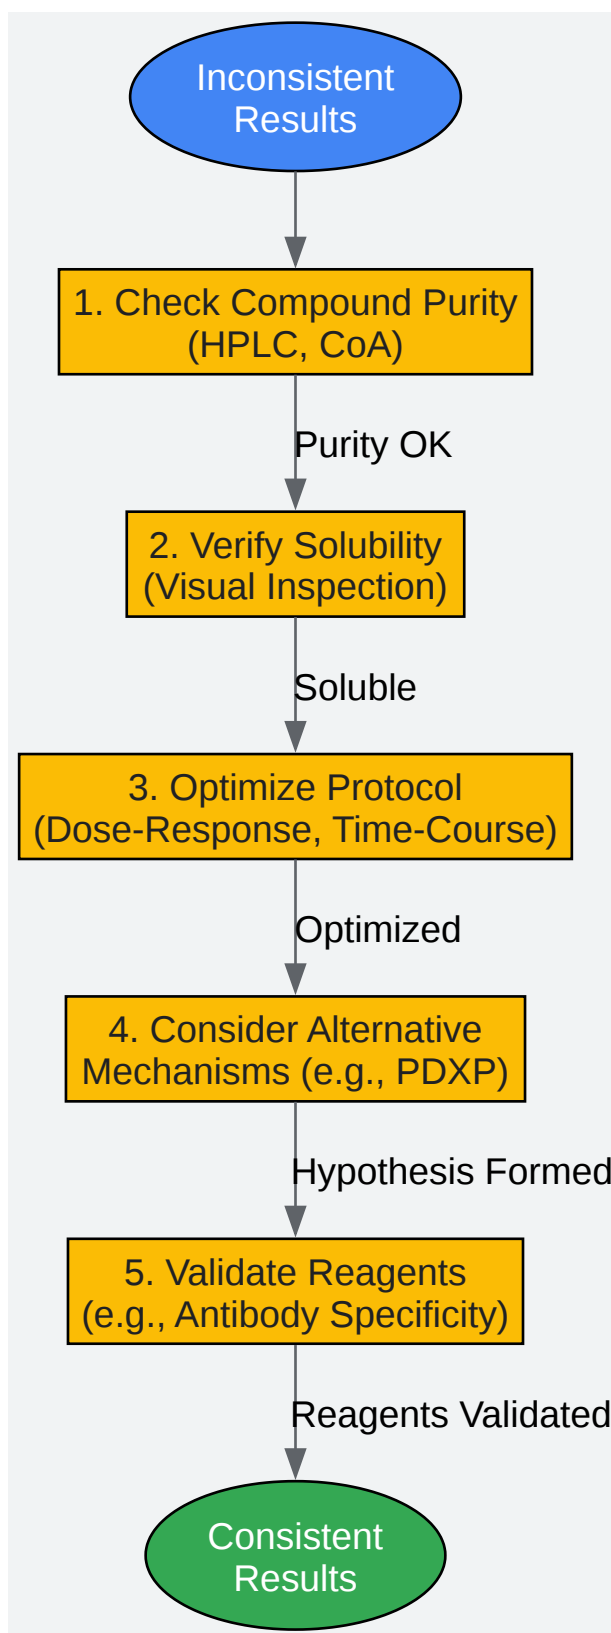 Inconsistent
Results
1. Check Compound Purity
(HPLC, CoA)
Purity OK
2. Verify Solubility
(Visual Inspection)
Soluble
3. Optimize Protocol
(Dose-Response, Time-Course)
Optimized
4. Consider Alternative
Mechanisms (e.g., PDXP)
Hypothesis Formed
5. Validate Reagents
(e.g., Antibody Specificity)
Reagents Validated
Consistent
Results